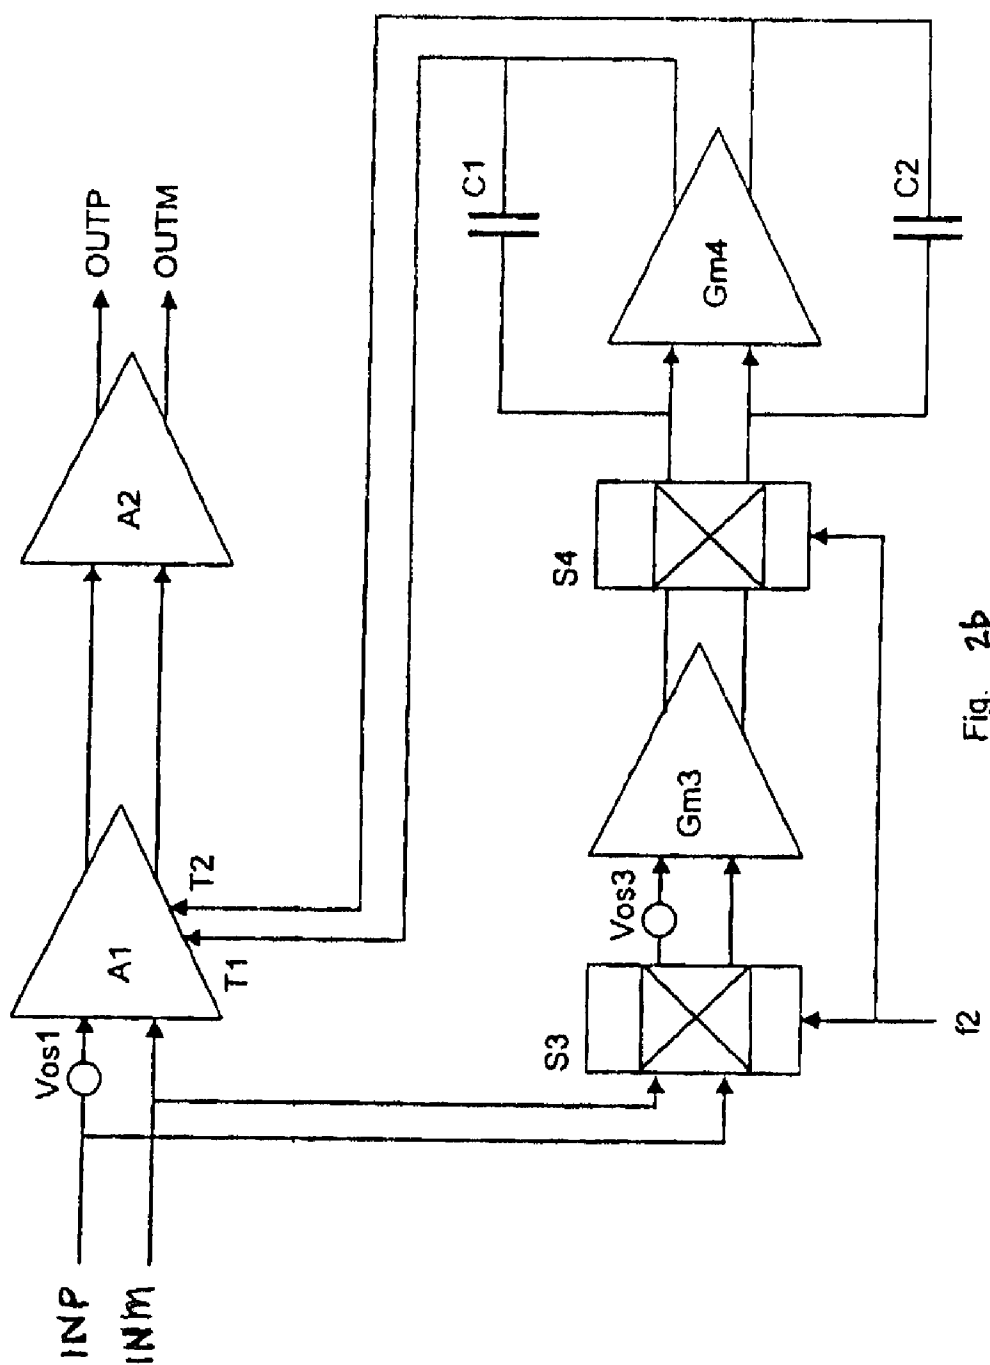 INP
INM
Vos1
A1
T1
T2
A2
OUTP
OUTM
S3
Vos3
Gm3
S4
Gm4
C1
C2
f2
Fig. 2b